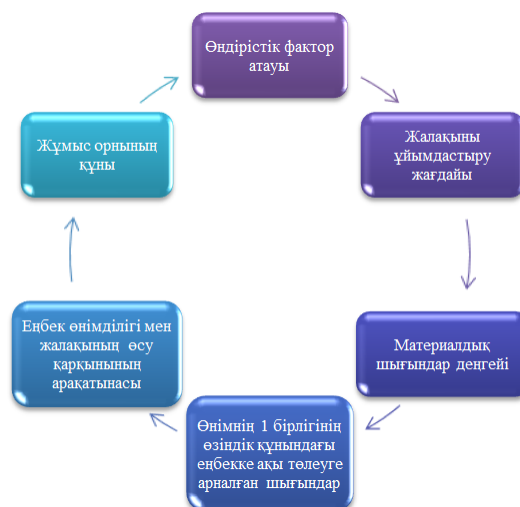 Өндірістік фактор
атауы
Жалақыны
ұйымдастыру
жағдайы
Материалдық
шығындар деңгейі
Өнімнің 1 бірлігінің
өзіндік құнындағы
еңбекке ақы төлеуге
арналған шығындар
Еңбек өнімділігі мен
жалақының өсу
қарқынының
арақатынасы
Жұмыс орнының
құны